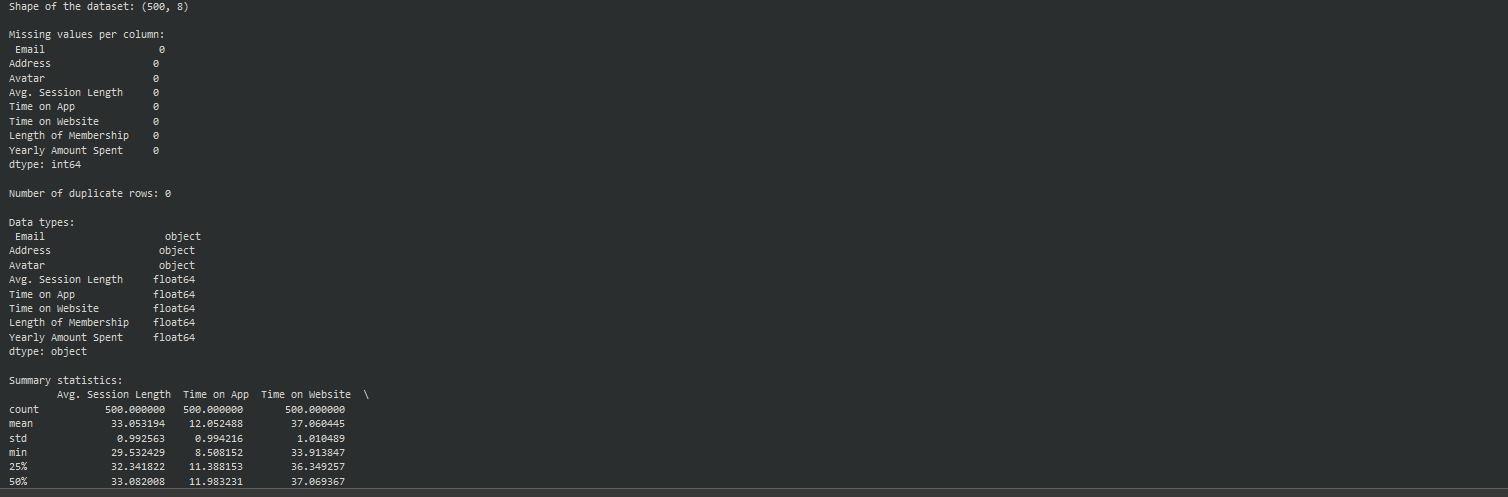 Shape of the dataset: (500, 8)
Missing values per column:
Email 0
Address 0
Avatar 0
Avg. Session Length 0
Time on App 0
Time on Website 0
Length of Membership 0
Yearly Amount Spent 0
dtype: int64
Number of duplicate rows: 0
Data types:
Email object
Address object
Avatar object
Avg. Session Length float64
Time on App float64
Time on Website float64
Length of Membership float64
Yearly Amount Spent float64
dtype: object
Summary statistics:
Avg. Session Length Time on App Time on Website \
count 500.000000 500.000000 500.000000
mean 33.053194 12.052488 37.060445
std 0.992563 0.994216 1.010489
min 29.532429 8.508152 33.913847
25% 32.341822 11.388153 36.349257
50% 33.082008 11.983231 37.069367